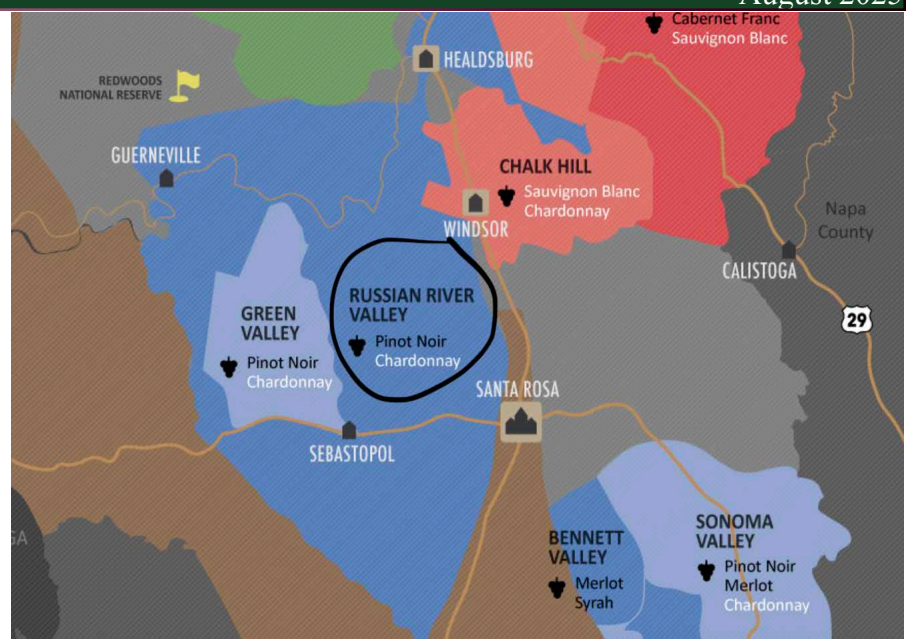 August 2025
Cabernet Franc
Sauvignon Blanc
HEALDSBURG
REDWOODS
NATIONAL RESERVE
GUERNEVILLE
CHALK HILL
Sauvignon Blanc
Chardonnay
WINDSOR
Napa
County
CALISTOGA
RUSSIAN RIVER
VALLEY
Pinot Noir
Chardonnay
GREEN
VALLEY
Pinot Noir
Chardonnay
29
SANTA ROSA
SEBASTOPOL
BENNETT
VALLEY
Merlot
Syrah
SONOMA
VALLEY
Pinot Noir
Merlot
Chardonnay